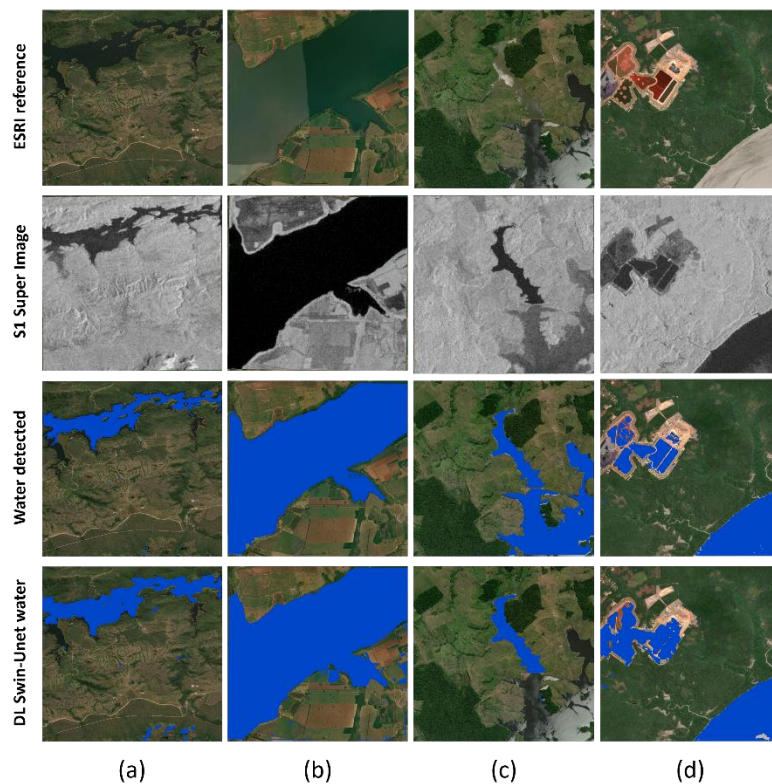 ESRI reference
S1 Super Image
Water detected
DL Swin-Unet water
(a)
(b)
(c)
(d)